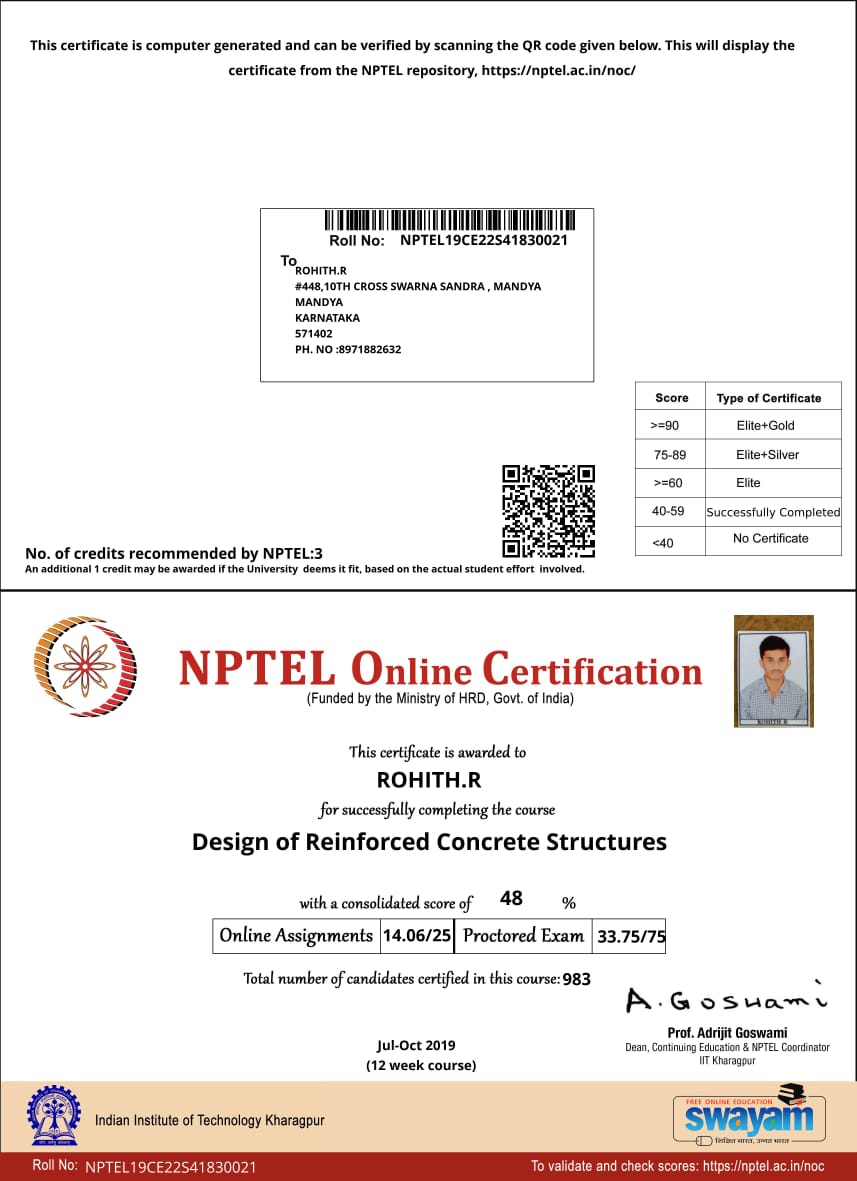 This certificate is computer generated and can be verified by scanning the QR code given below. This will display the
certificate from the NPTEL repository, https://nptel.ac.in/noc/
Roll No: NPTEL19CE22S41830021
To
ROHITH.R
#448,10TH CROSS SWARNA SANDRA , MANDYA
MANDYA
KARNATAKA
571402
PH. NO :8971882632
Score Type of Certificate
>=90 Elite+Gold
75-89 Elite+Silver
>=60 Elite
40-59 Successfully Completed
<40 No Certificate
No. of credits recommended by NPTEL:3
An additional 1 credit may be awarded if the University deems it fit, based on the actual student effort involved.
NPTEL Online Certification
(Funded by the Ministry of HRD, Govt. of India)
ROHITH R
This certificate is awarded to
ROHITH.R
for successfully completing the course
Design of Reinforced Concrete Structures
with a consolidated score of 48 %
Online Assignments 14.06/25 Proctored Exam 33.75/75
Total number of candidates certified in this course: 983
A. Goswami
Prof. Adrijit Goswami
Dean, Continuing Education & NPTEL Coordinator
IIT Kharagpur
Jul-Oct 2019
(12 week course)
Indian Institute of Technology Kharagpur
FREE ONLINE EDUCATION
swayam
शिक्षित भारत, उन्नत भारत
Roll No: NPTEL19CE22S41830021
To validate and check scores: https://nptel.ac.in/noc